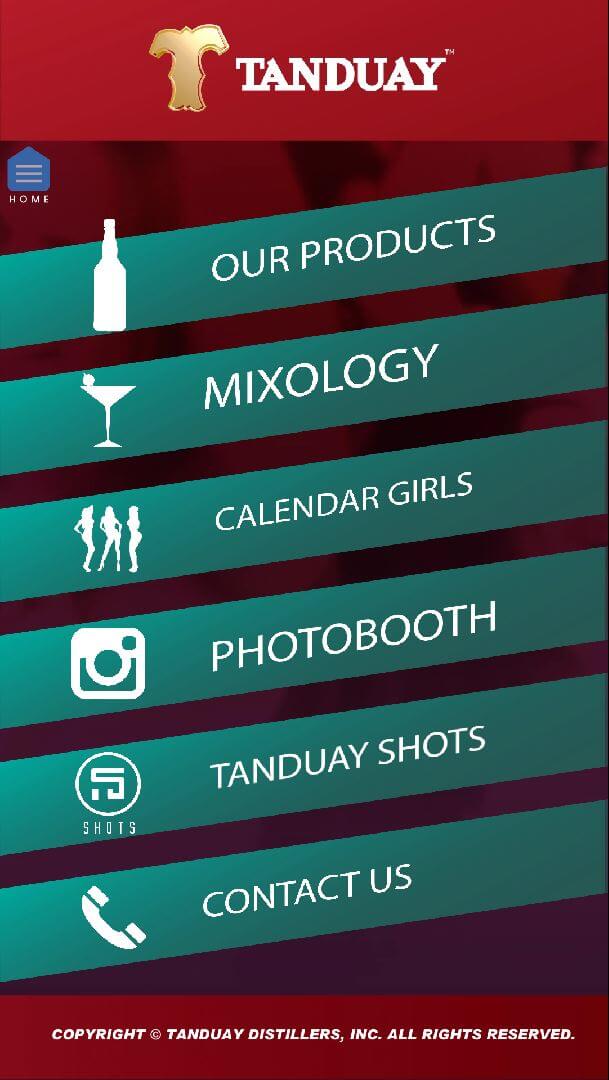 TANDUAY™
HOME
OUR PRODUCTS
MIXOLOGY
CALENDAR GIRLS
PHOTOBOOTH
TANDUAY SHOTS
SHOTS
CONTACT US
COPYRIGHT © TANDUAY DISTILLERS, INC. ALL RIGHTS RESERVED.